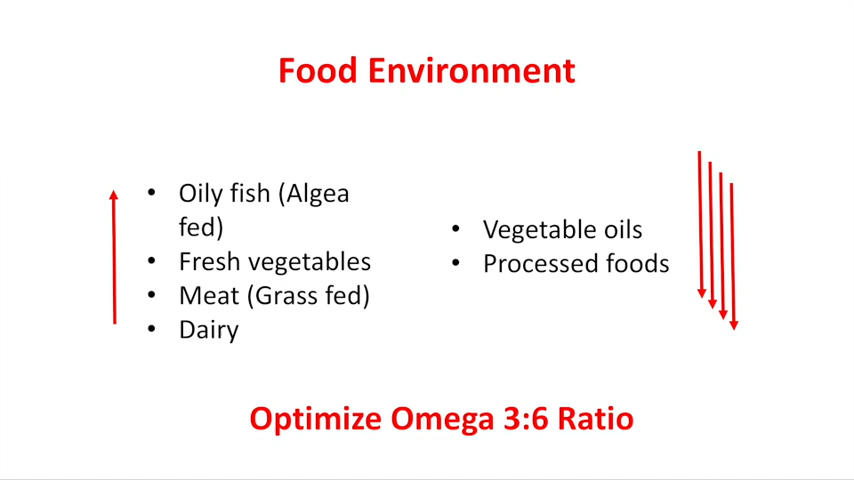 Food Environment
• Oily fish (Algea
fed)
• Fresh vegetables
• Meat (Grass fed)
• Dairy
• Vegetable oils
• Processed foods
Optimize Omega 3:6 Ratio